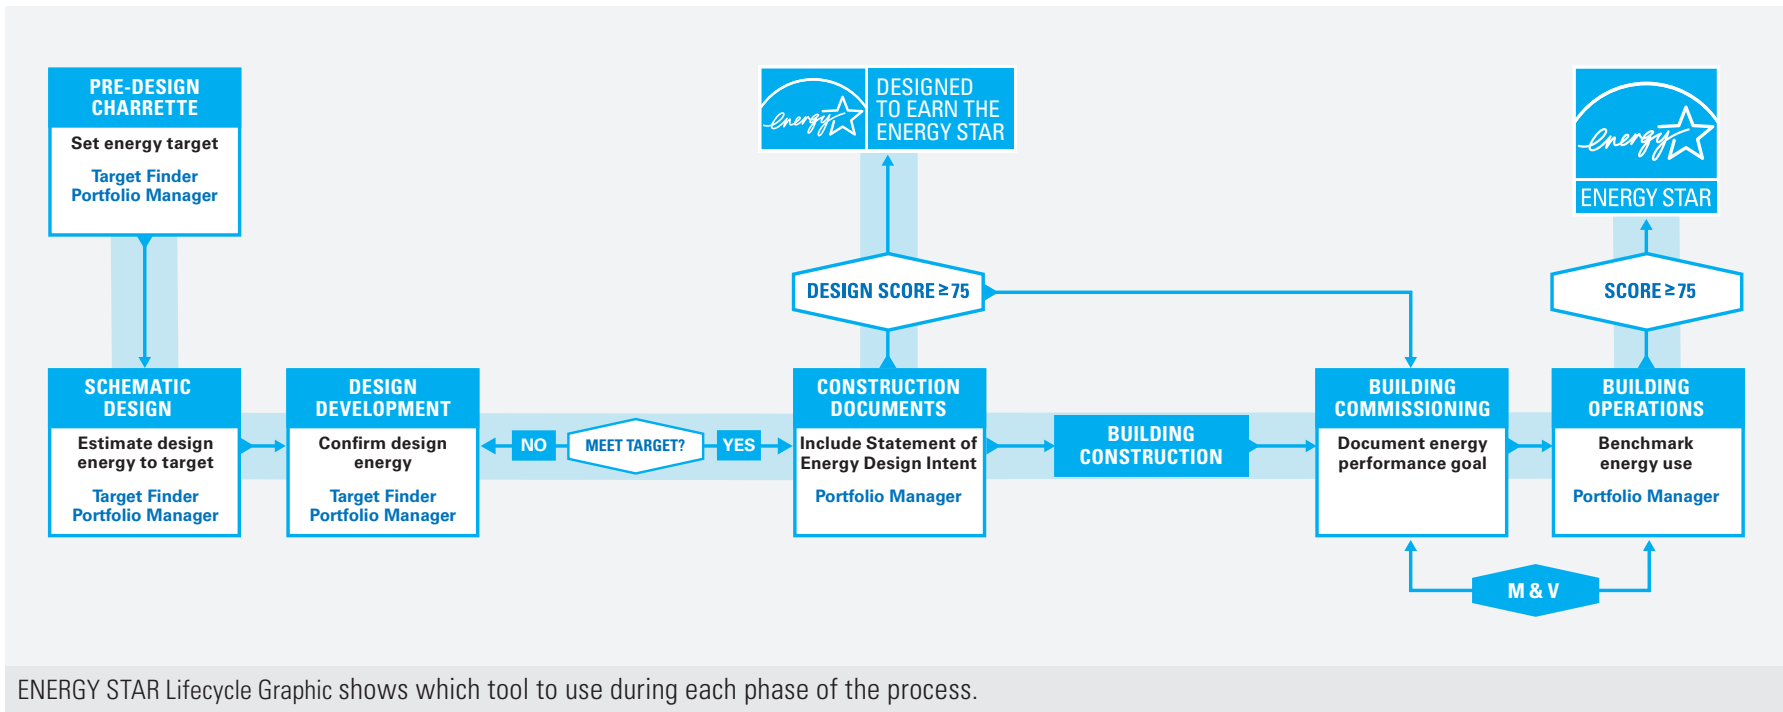 PRE-DESIGN
CHARRETTE
Set energy target
Target Finder
Portfolio Manager
energy
DESIGNED
TO EARN THE
ENERGY STAR
energy
ENERGY STAR
DESIGN SCORE ≥ 75
SCORE ≥ 75
SCHEMATIC
DESIGN
Estimate design
energy to target
Target Finder
Portfolio Manager
DESIGN
DEVELOPMENT
Confirm design
energy
Target Finder
Portfolio Manager
NO
MEET TARGET?
YES
CONSTRUCTION
DOCUMENTS
Include Statement of
Energy Design Intent
Portfolio Manager
BUILDING
CONSTRUCTION
BUILDING
COMMISSIONING
Document energy
performance goal
BUILDING
OPERATIONS
Benchmark
energy use
Portfolio Manager
M & V
ENERGY STAR Lifecycle Graphic shows which tool to use during each phase of the process.